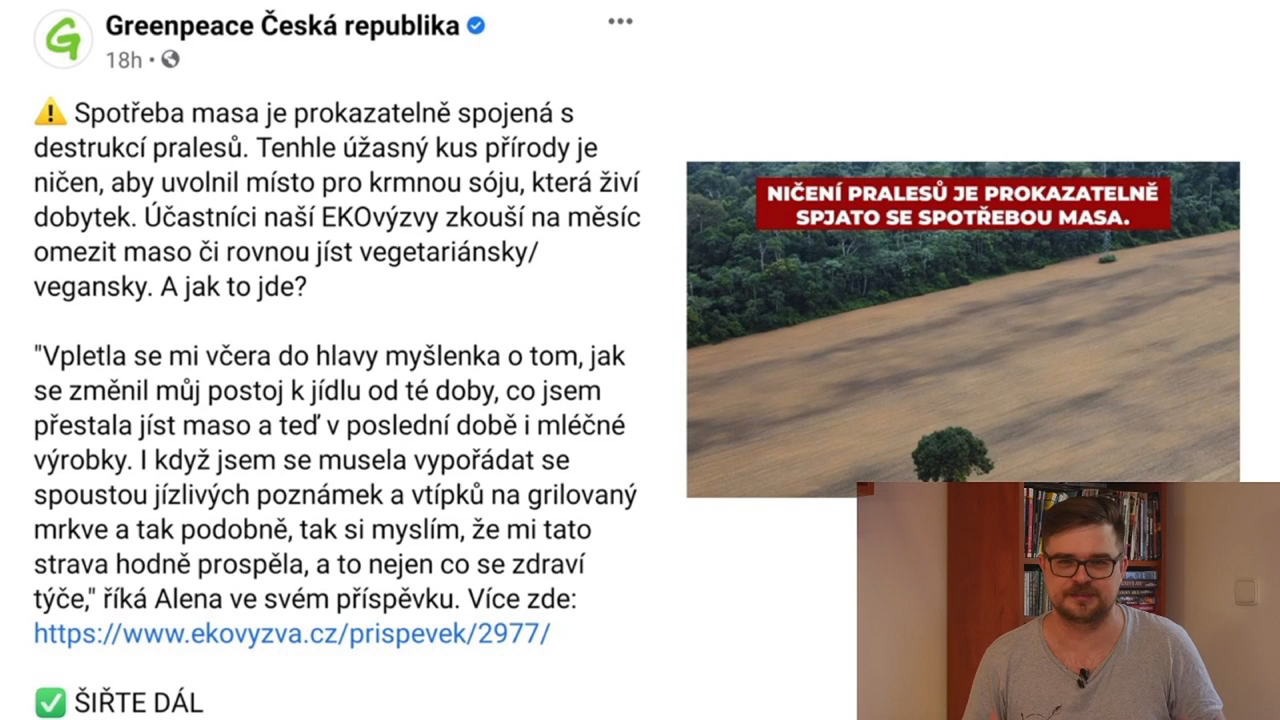 Greenpeace Česká republika
18h •
⚠️ Spotřeba masa je prokazatelně spojená s
destrukcí pralesů. Tenhle úžasný kus přírody je
ničen, aby uvolnil místo pro krmnou sóju, která živí
dobytek. Účastníci naší EKOvýzvy zkouší na měsíc
omezit maso či rovnou jíst vegetariánsky/
vegansky. A jak to jde?
"Vpletla se mi včera do hlavy myšlenka o tom, jak
se změnil můj postoj k jídlu od té doby, co jsem
přestala jíst maso a teď v poslední době i mléčné
výrobky. I když jsem se musela vypořádat se
spoustou jízlivých poznámek a vtípků na grilovaný
mrkve a tak podobně, tak si myslím, že mi tato
strava hodně prospěla, a to nejen co se zdraví
týče," říká Alena ve svém příspěvku. Více zde:
https://www.ekovyzva.cz/prispevek/2977/
✅ ŠIŘTE DÁL
NIČENÍ PRALESŮ JE PROKAZATELNĚ
SPJATO SE SPOTŘEBOU MASA.